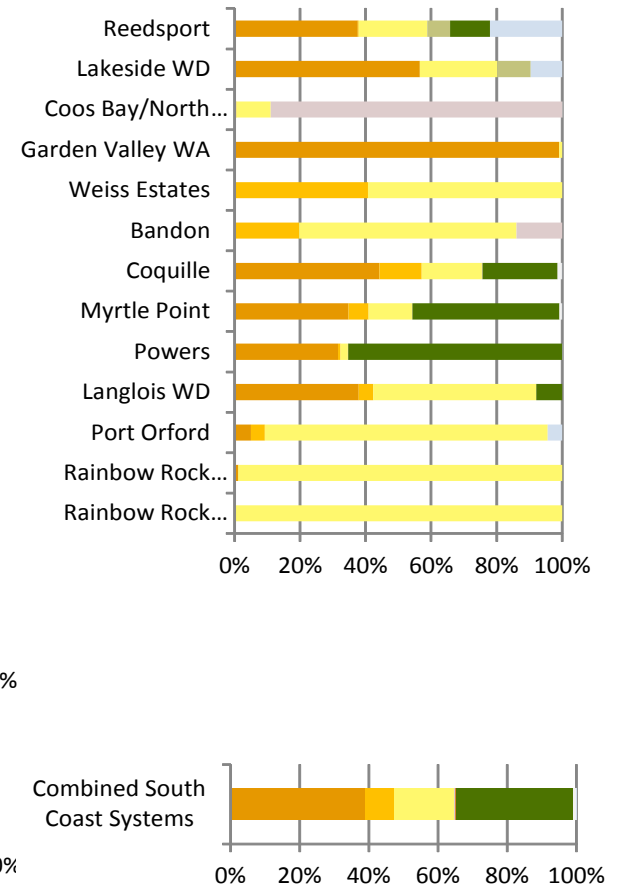 Reedsport
Lakeside WD
Coos Bay/North...
Garden Valley WA
Weiss Estates
Bandon
Coquille
Myrtle Point
Powers
Langlois WD
Port Orford
Rainbow Rock...
Rainbow Rock...
0% 20% 40% 60% 80% 100%
%
Combined South
Coast Systems
0%
0% 20% 40% 60% 80% 100%